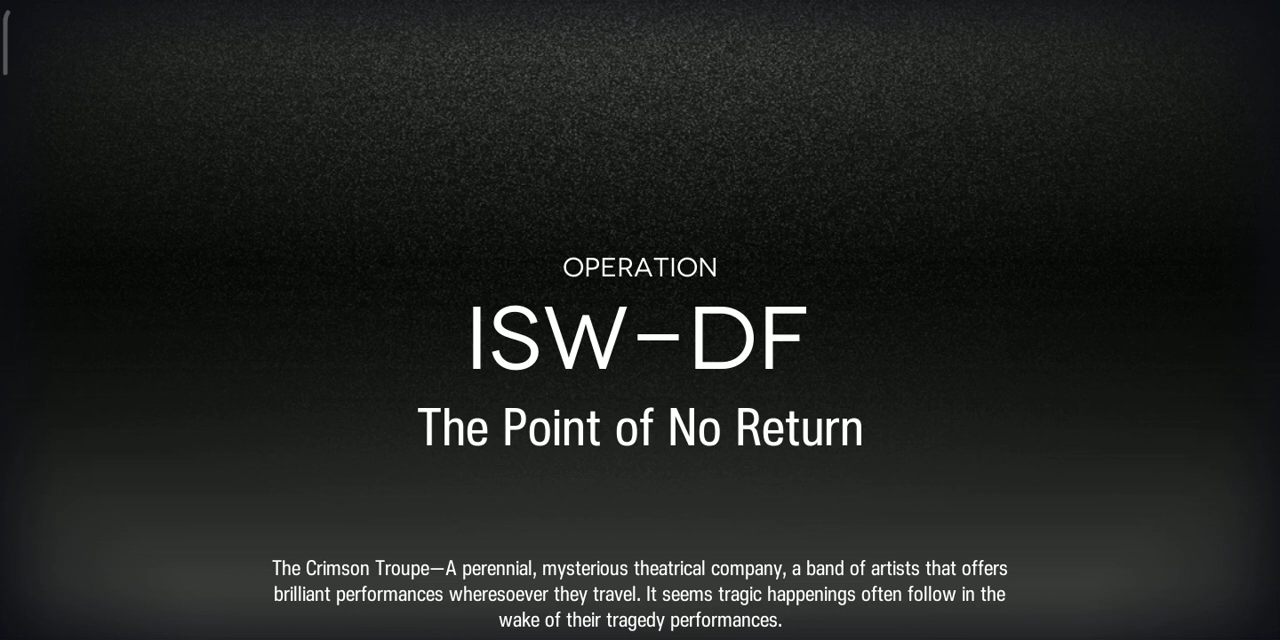 OPERATION
ISW-DF
The Point of No Return
The Crimson Troupe—A perennial, mysterious theatrical company, a band of artists that offers
brilliant performances wheresoever they travel. It seems tragic happenings often follow in the
wake of their tragedy performances.